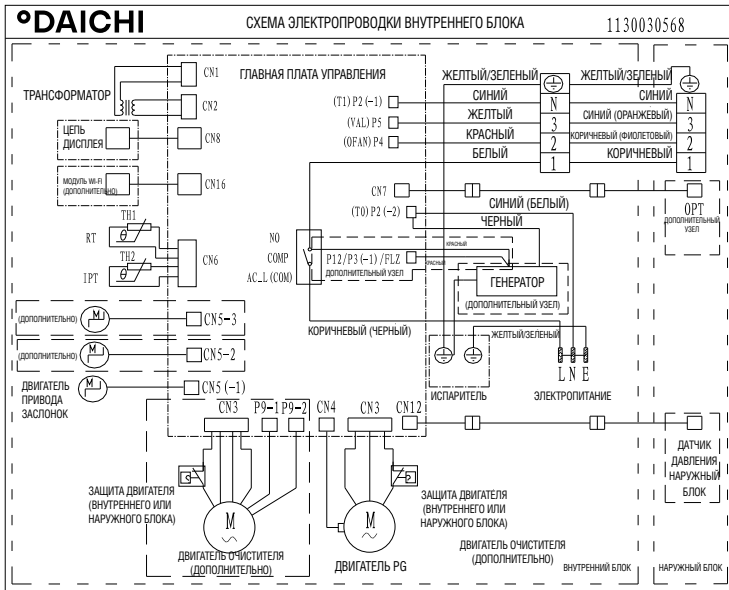 °DAICHI
СХЕМА ЭЛЕКТРОПРОВОДКИ ВНУТРЕННЕГО БЛОКА
1130030568
ТРАНСФОРМАТОР
CN1
CN2
ГЛАВНАЯ ПЛАТА УПРАВЛЕНИЯ
ЦЕПЬ
ДИСПЛЕЯ
CN8
МОДУЛЬ WI-FI
(ДОПОЛНИТЕЛЬНО)
CN16
(T1) P2 (-1)
(VAL) P5
(OFAN) P4
ЖЕЛТЫЙ/ЗЕЛЕНЫЙ
СИНИЙ
ЖЕЛТЫЙ
КРАСНЫЙ
БЕЛЫЙ
N
3
2
1
ЖЕЛТЫЙ/ЗЕЛЕНЫЙ
СИНИЙ
СИНИЙ (ОРАНЖЕВЫЙ)
КОРИЧНЕВЫЙ (ФИОЛЕТОВЫЙ)
КОРИЧНЕВЫЙ
N
3
2
1
CN7
OPT
ДОПОЛНИТЕЛЬНЫЙ
УЗЕЛ
(T0) P2 (-2)
СИНИЙ (БЕЛЫЙ)
ЧЕРНЫЙ
RT
TH1
θ
IPT
TH2
θ
CN6
NO
COMP
AC_L (COM)
КРАСНЫЙ
P12/P3 (-1) /FLZ
КРАСНЫЙ
ДОПОЛНИТЕЛЬНЫЙ УЗЕЛ
ГЕНЕРАТОР
(ДОПОЛНИТЕЛЬНЫЙ УЗЕЛ)
(ДОПОЛНИТЕЛЬНО)
M
CN5-3
(ДОПОЛНИТЕЛЬНО)
M
CN5-2
ДВИГАТЕЛЬ
ПРИВОДА
ЗАСЛОНОК
M
CN5 (-1)
КОРИЧНЕВЫЙ (ЧЕРНЫЙ)
ЖЕЛТЫЙ/ЗЕЛЕНЫЙ
ИСПАРИТЕЛЬ
L N E
ЭЛЕКТРОПИТАНИЕ
CN3
P9-1
P9-2
CN4
CN3
CN12
ДАТЧИК
ДАВЛЕНИЯ
НАРУЖНЫЙ
БЛОК
ЗАЩИТА ДВИГАТЕЛЯ
(ВНУТРЕННЕГО ИЛИ
НАРУЖНОГО БЛОКА)
M
ДВИГАТЕЛЬ ОЧИСТИТЕЛЯ
(ДОПОЛНИТЕЛЬНО)
M
ДВИГАТЕЛЬ PG
ЗАЩИТА ДВИГАТЕЛЯ
(ВНУТРЕННЕГО ИЛИ
НАРУЖНОГО БЛОКА)
ДВИГАТЕЛЬ ОЧИСТИТЕЛЯ
(ДОПОЛНИТЕЛЬНО)
ВНУТРЕННИЙ БЛОК
НАРУЖНЫЙ БЛОК